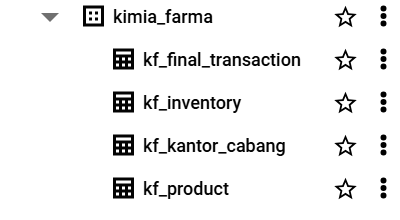 kimia_farma
kf_final_transaction
kf_inventory
kf_kantor_cabang
kf_product